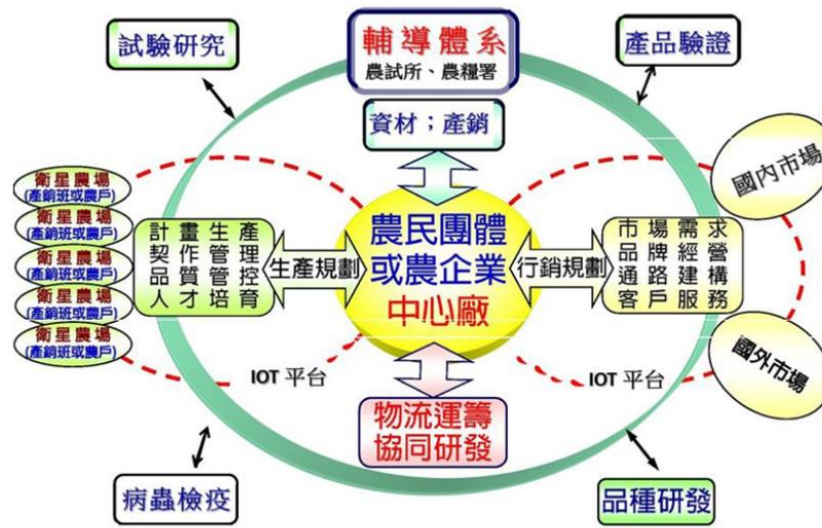 試驗研究
輔導體系
農試所、農糧署
產品驗證
資材；產銷
國內市場
衛星農場
(產銷班或農戶)
衛星農場
(產銷班或農戶)
衛星農場
(產銷班或農戶)
衛星農場
(產銷班或農戶)
衛星農場
(產銷班或農戶)
計畫生產
契作管理
品質管控
人才培育
生產規劃
農民團體
或農企業
中心廠
行銷規劃
市場需求
品牌經營
通路建構
客戶服務
IOT 平台
IOT 平台
國外市場
物流運籌
協同研發
病蟲檢疫
品種研發